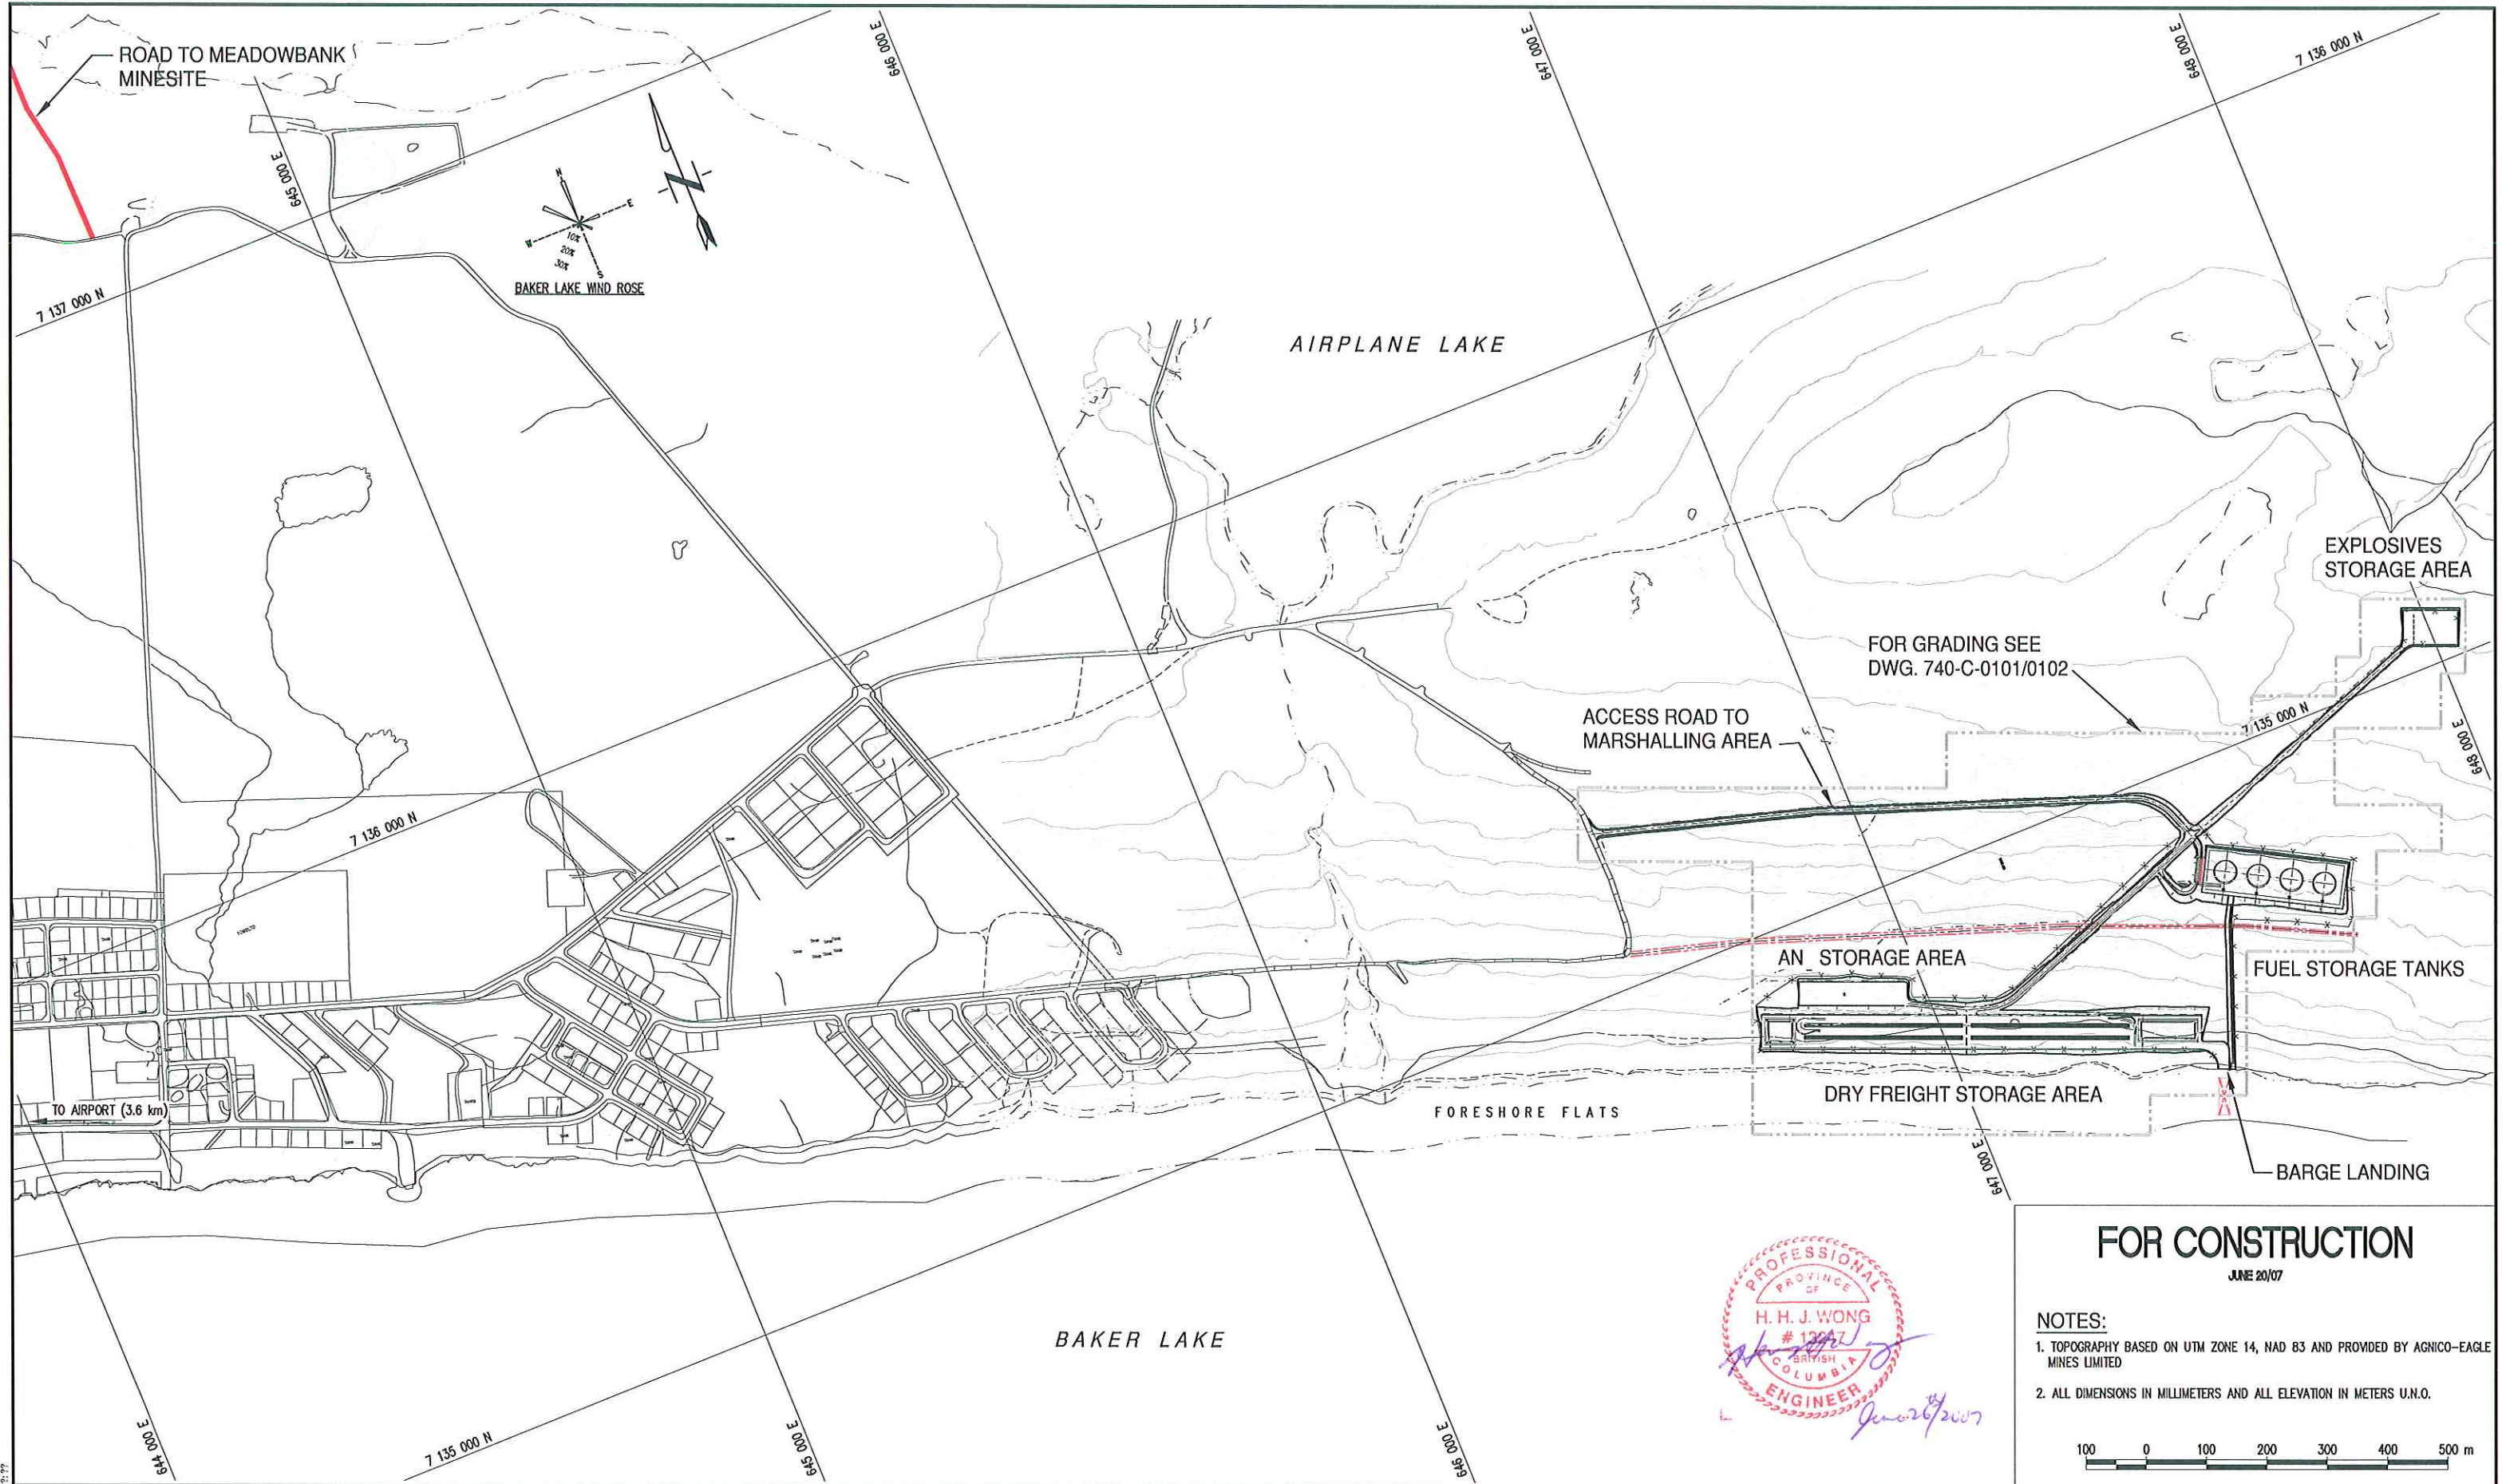 ROAD TO MEADOWBANK
MINESITE
646 000 E
647 000 E
648 000 E
7 136 000 N
645 000 E
7 137 000 N
N
E
W
S
10%
20%
30%
BAKER LAKE WIND ROSE
AIRPLANE LAKE
EXPLOSIVES
STORAGE AREA
FOR GRADING SEE
DWG. 740-C-0101/0102
ACCESS ROAD TO
MARSHALLING AREA
7 135 000 N
648 000 E
7 136 000 N
AN STORAGE AREA
FUEL STORAGE TANKS
DRY FREIGHT STORAGE AREA
TO AIRPORT (3.6 km)
FORESHORE FLATS
647 000 E
BARGE LANDING
BAKER LAKE
644 000 E
7 135 000 N
645 000 E
646 000 E
PROFESSIONAL
PROVINCE
OF
H. H. J. WONG
BRITISH
COLUMBIA
ENGINEER
June 26th/2007
FOR CONSTRUCTION
JUNE 20/07
NOTES:
1. TOPOGRAPHY BASED ON UTM ZONE 14, NAD 83 AND PROVIDED BY AGNICO-EAGLE
MINES LIMITED
2. ALL DIMENSIONS IN MILLIMETERS AND ALL ELEVATION IN METERS U.N.O.
100 0 100 200 300 400 500 m